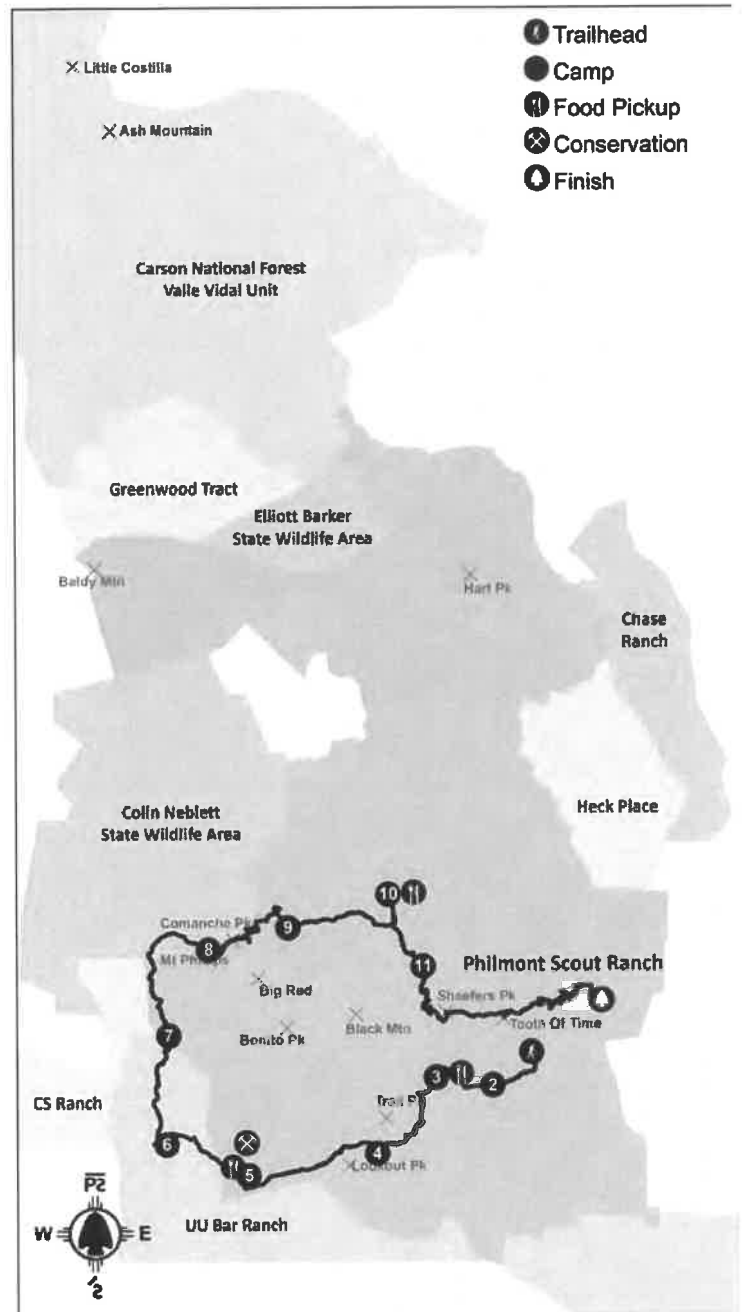 Trailhead
Camp
Food Pickup
Conservation
Finish
Little Costilla
Ash Mountain
Carson National Forest
Valle Vidal Unit
Greenwood Tract
Elliott Barker
State Wildlife Area
Baldy Mtn
Hart Pk
Chase
Ranch
Heck Place
Colin Neblett
State Wildlife Area
10
Comanche Pk
9
8
Mt Phillips
11
Philmont Scout Ranch
Big Red
Shaefers Pk
Black Mtn
Tooth Of Time
Bonito Pk
7
3
2
CS Ranch
6
4
5
Lookout Pk
UU Bar Ranch
W
E